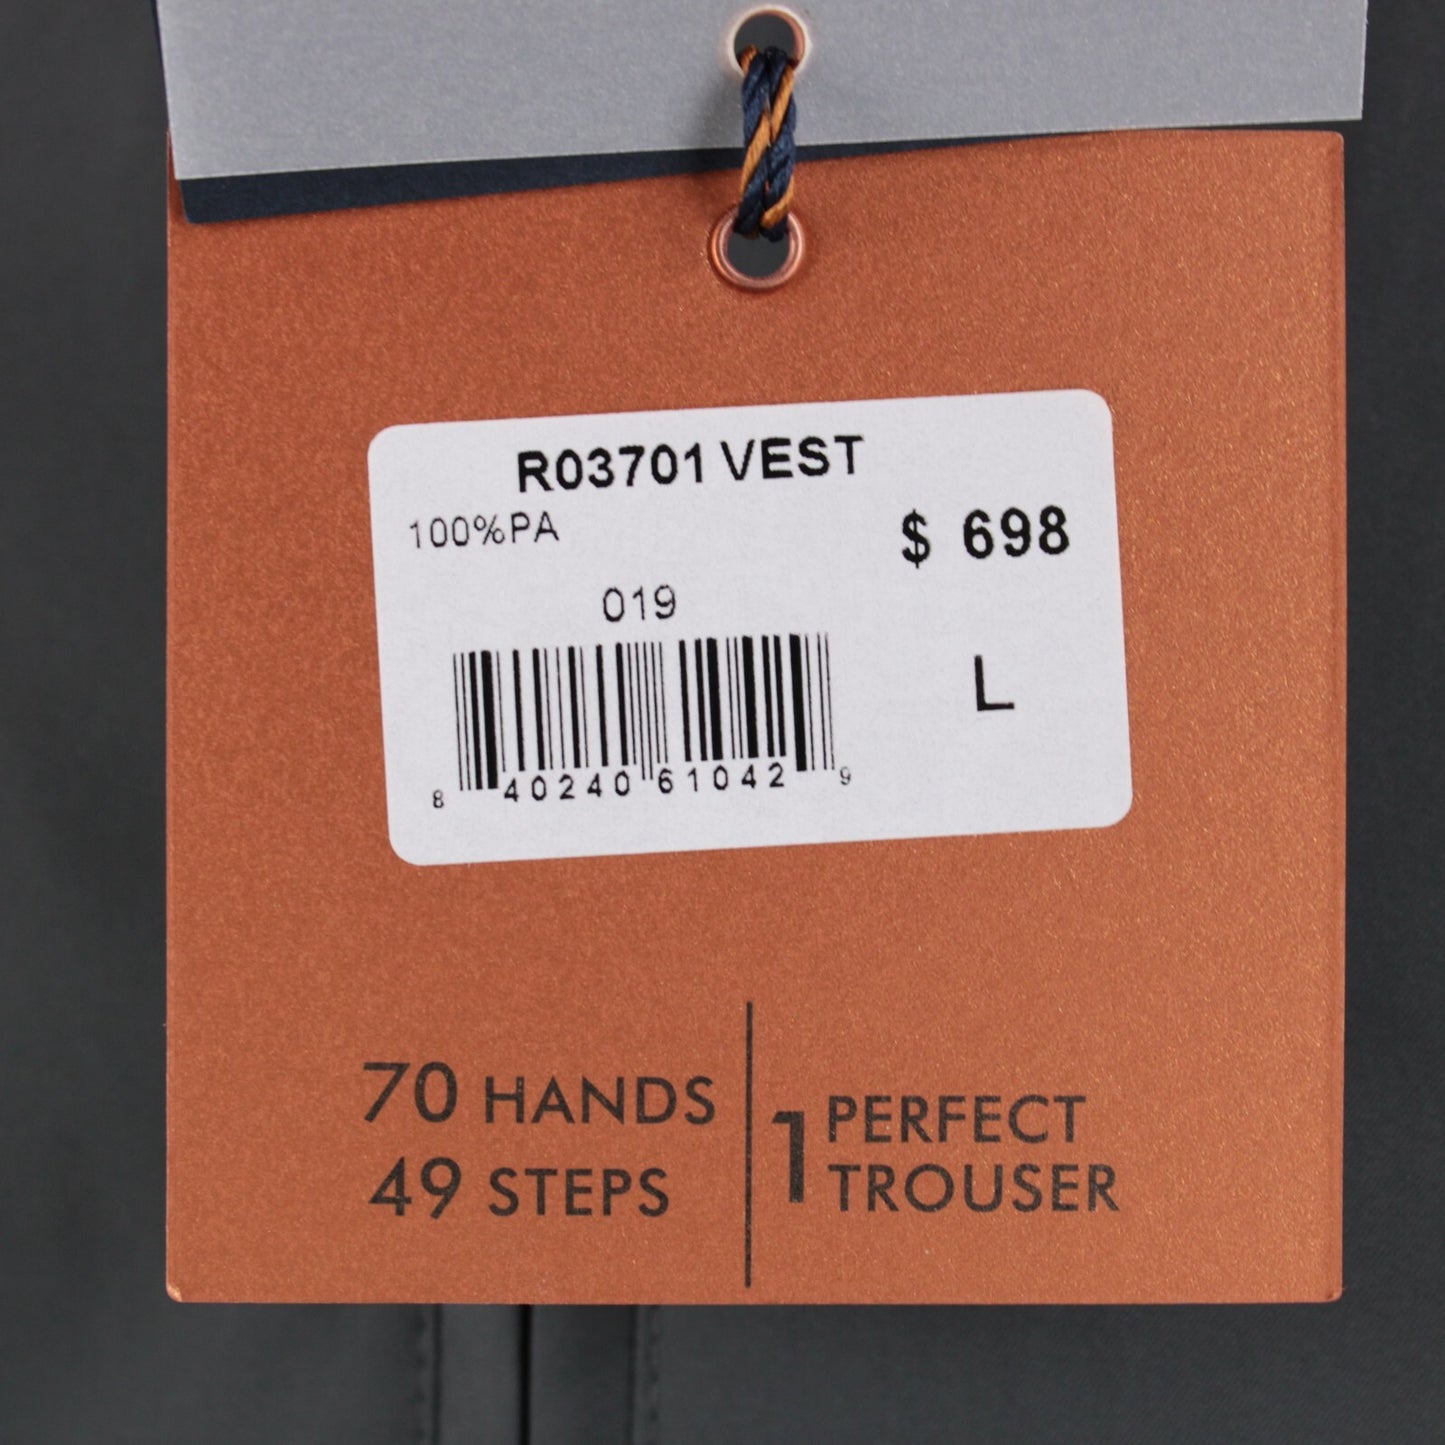 R03701 VEST
100%PA
$ 698
019
L
8 40240 61042 9
70 HANDS
49 STEPS
1 PERFECT
TROUSER